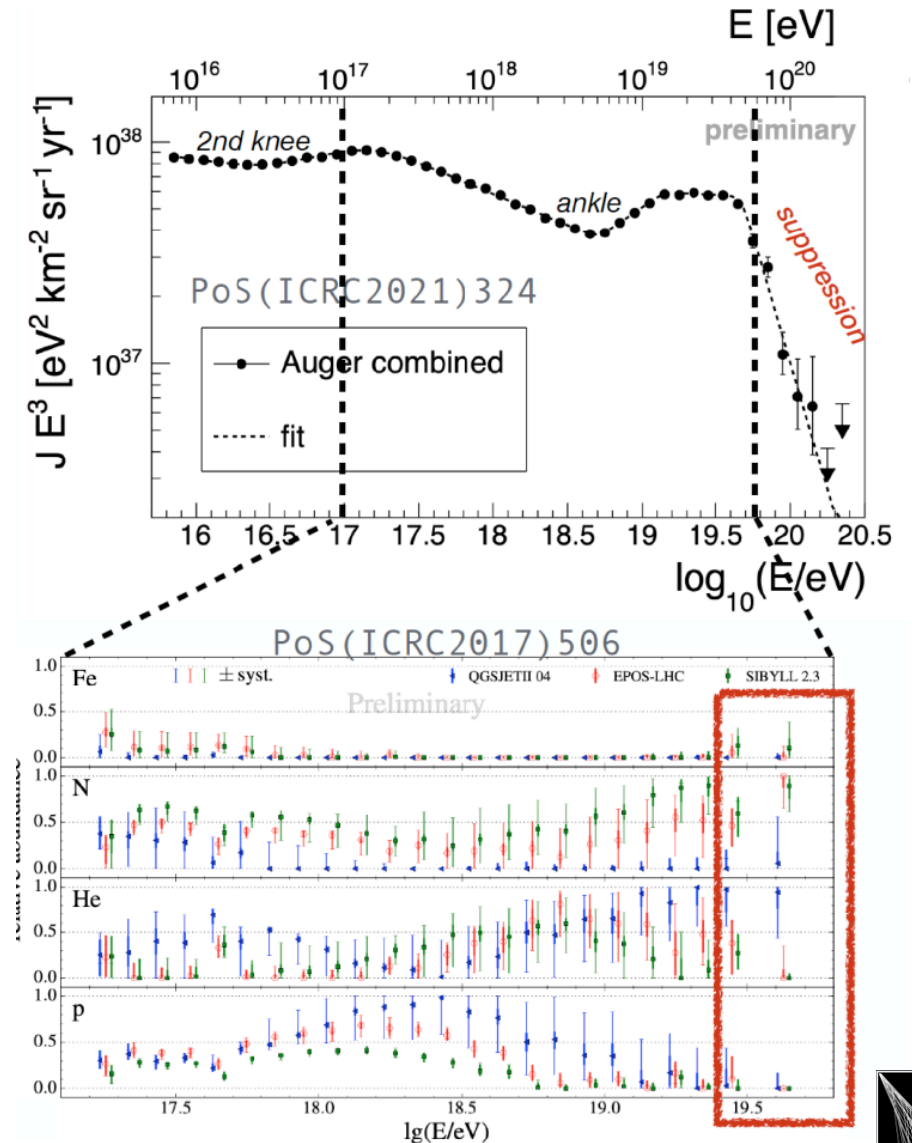 E [eV]
10^16 10^17 10^18 10^19 10^20
J E^3 [eV^2 km^-2 sr^-1 yr^-1]
10^38
10^37
2nd knee
ankle
preliminary
suppression
PoS(ICRC2021)324
Auger combined
fit
16 16.5 17 17.5 18 18.5 19 19.5 20 20.5
log_10(E/eV)
PoS(ICRC2017)506
± syst. QGSJETII 04 EPOS-LHC SIBYLL 2.3
Preliminary
Fe
1.0
0.5
0.0
N
0.5
0.0
He
0.5
0.0
p
1.0
0.5
0.0
17.5 18.0 18.5 19.0 19.5
lg(E/eV)